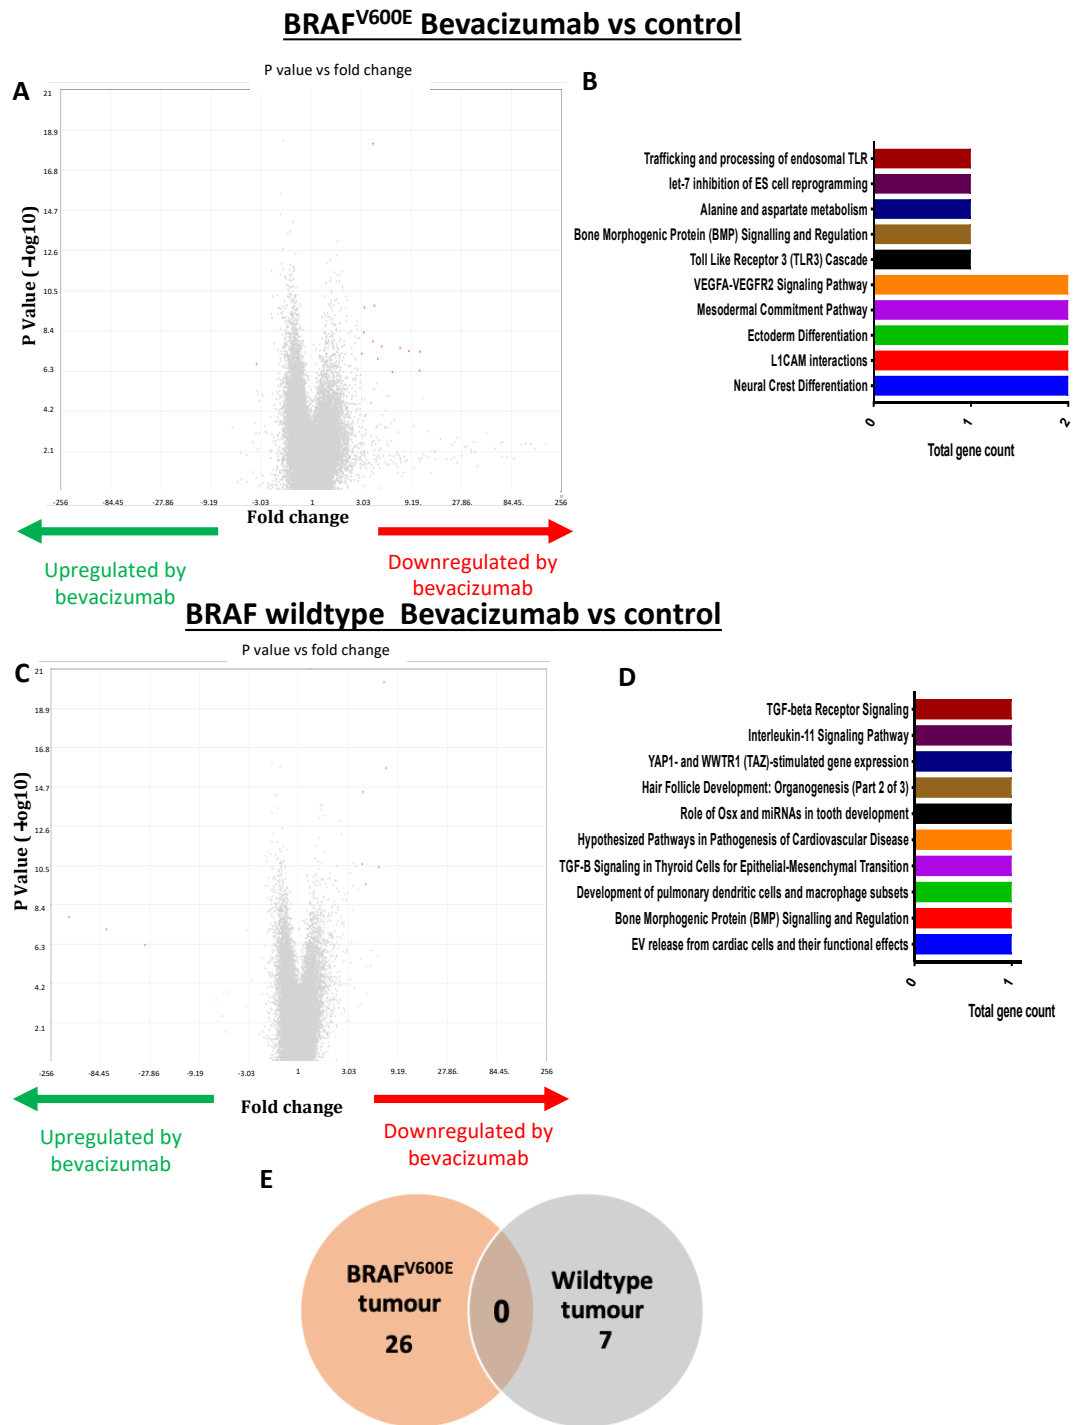 BRAFV600E Bevacizumab vs control
A
P value vs fold change
B
21
18.9
16.8
14.7
12.6
10.5
8.4
6.3
4.2
2.1
P Value (-log10)
-256 -84.45 -27.86 -9.19 -3.03 1 3.03 9.19 27.86 84.45 256
Fold change
Upregulated by
bevacizumab
Downregulated by
bevacizumab
Trafficking and processing of endosomal TLR
let-7 inhibition of ES cell reprogramming
Alanine and aspartate metabolism
Bone Morphogenic Protein (BMP) Signalling and Regulation
Toll Like Receptor 3 (TLR3) Cascade
VEGFA-VEGFR2 Signaling Pathway
Mesodermal Commitment Pathway
Ectoderm Differentiation
L1CAM interactions
Neural Crest Differentiation
0 1 2
Total gene count
BRAF wildtype Bevacizumab vs control
C
P value vs fold change
D
21
18.9
16.8
14.7
12.6
10.5
8.4
6.3
4.2
2.1
P Value (-log10)
-256 -84.45 -27.86 -9.19 -3.03 1 3.03 9.19. 27.86. 84.45. 256
Fold change
Upregulated by
bevacizumab
Downregulated by
bevacizumab
TGF-beta Receptor Signaling
Interleukin-11 Signaling Pathway
YAP1- and WWTR1 (TAZ)-stimulated gene expression
Hair Follicle Development: Organogenesis (Part 2 of 3)
Role of Osx and miRNAs in tooth development
Hypothesized Pathways in Pathogenesis of Cardiovascular Disease
TGF-B Signaling in Thyroid Cells for Epithelial-Mesenchymal Transition
Development of pulmonary dendritic cells and macrophage subsets
Bone Morphogenic Protein (BMP) Signalling and Regulation
EV release from cardiac cells and their functional effects
0 1
Total gene count
E
BRAFV600E
tumour
26
0
Wildtype
tumour
7